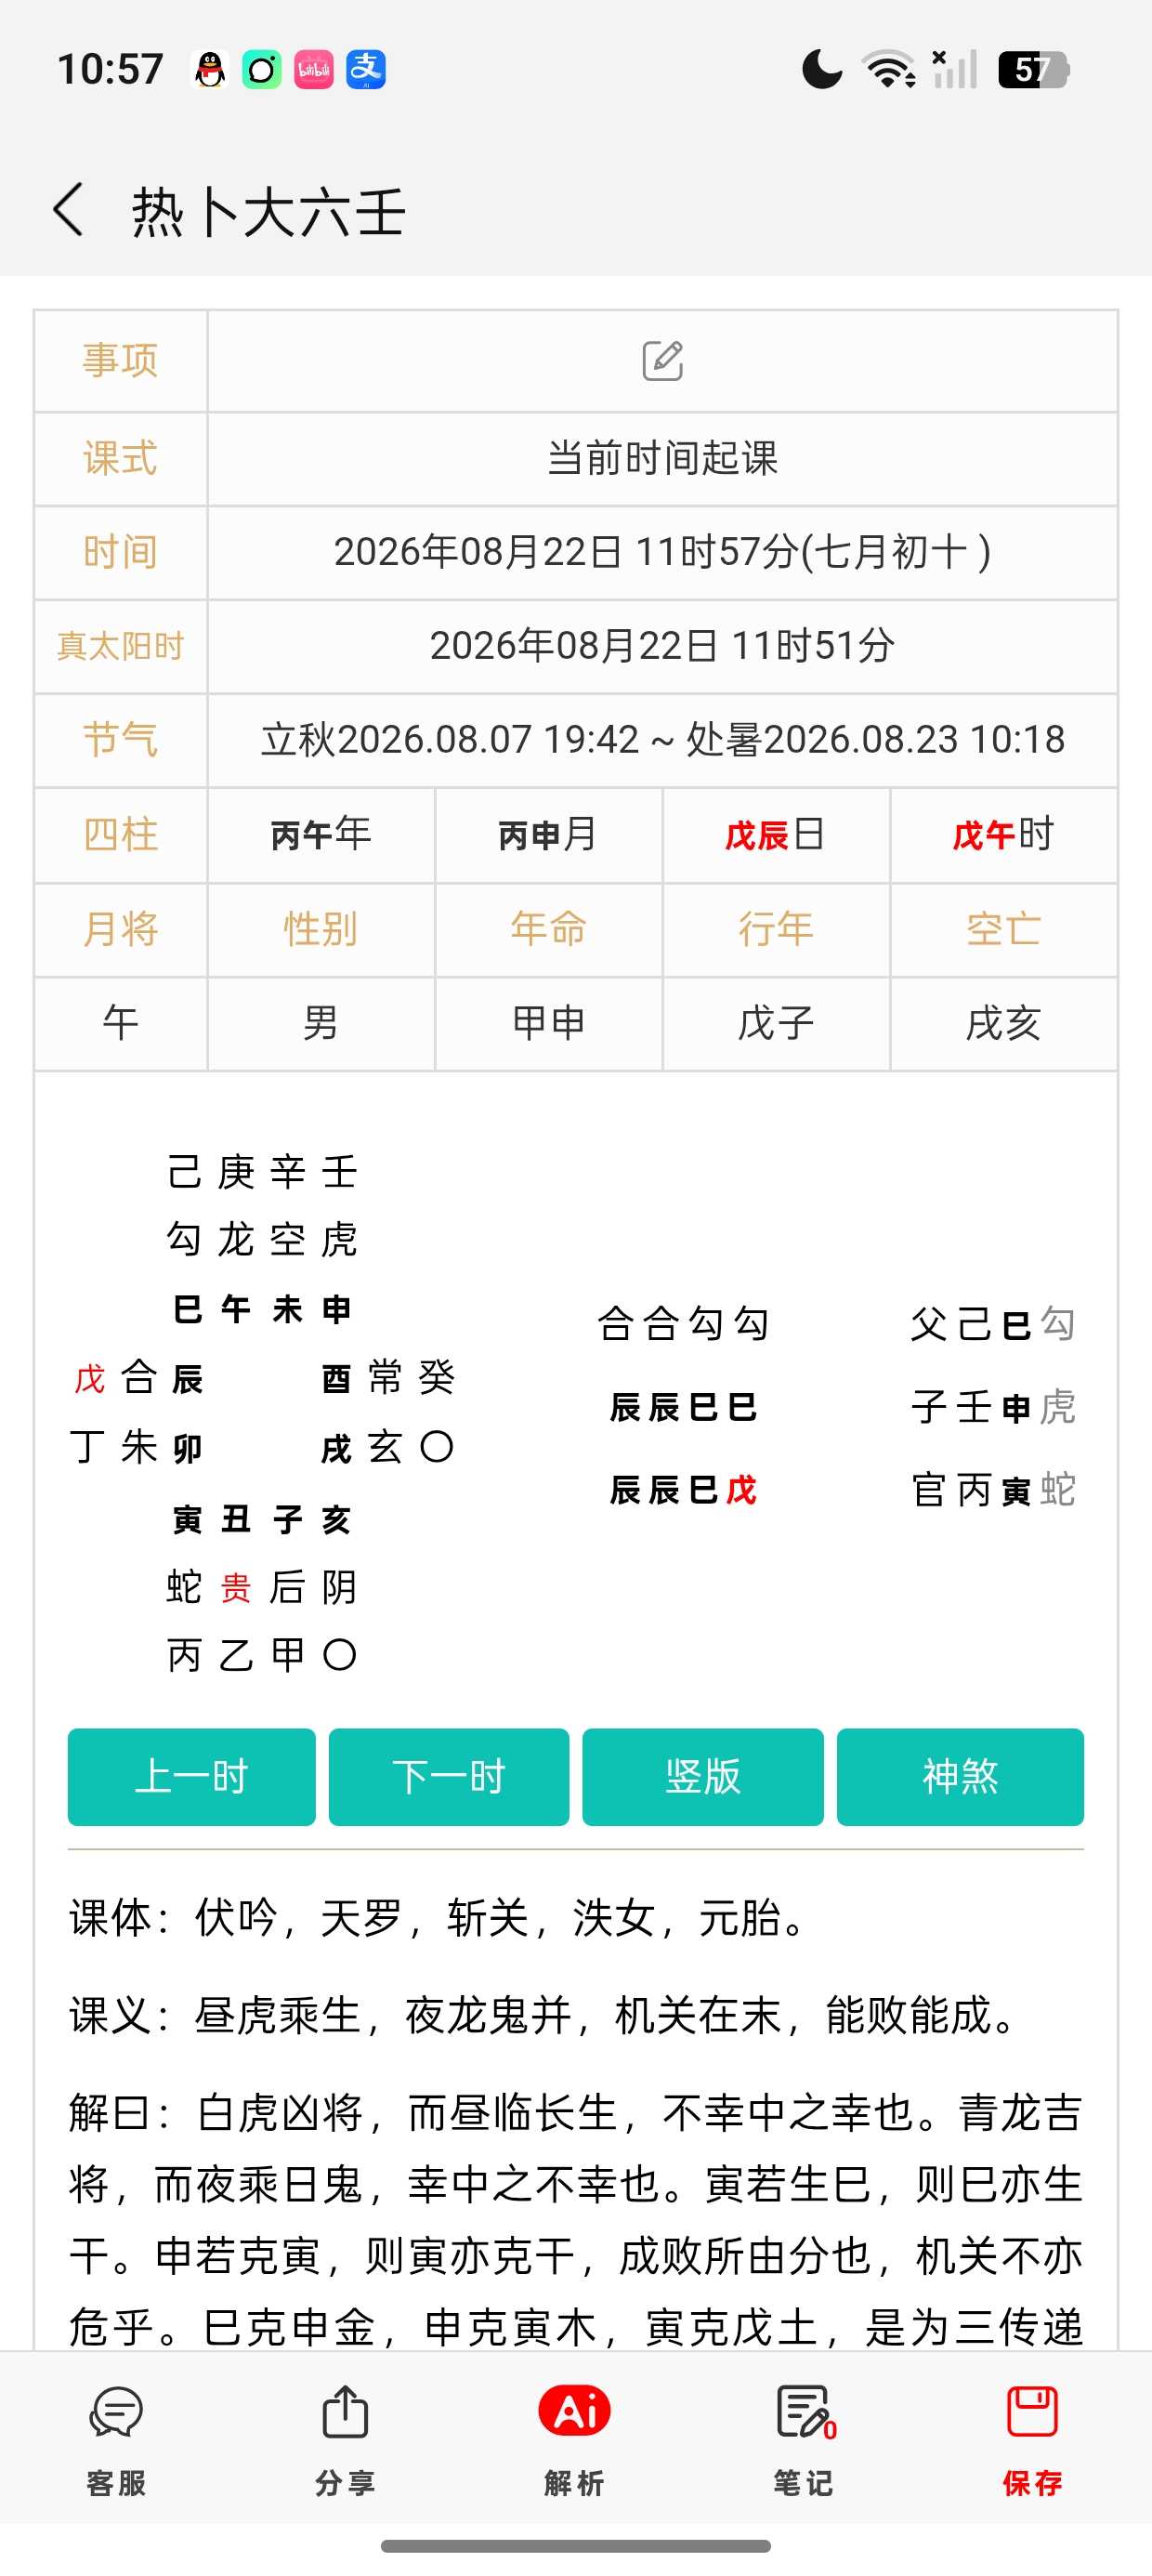 10:57
bilibili
支
AI
57
热卜大六壬
事项
课式 当前时间起课
时间 2026年08月22日 11时57分(七月初十 )
真太阳时 2026年08月22日 11时51分
节气 立秋2026.08.07 19:42 ~ 处暑2026.08.23 10:18
四柱 丙午年 丙申月 戊辰日 戊午时
月将 性别 年命 行年 空亡
午 男 甲申 戊子 戌亥
己 庚 辛 壬
勾 龙 空 虎
巳 午 未 申
戊 合 辰 酉 常 癸
丁 朱 卯 戌 玄 〇
寅 丑 子 亥
蛇 贵 后 阴
丙 乙 甲 〇
合 合 勾 勾
辰 辰 巳 巳
辰 辰 巳 戊
父 己 巳 勾
子 壬 申 虎
官 丙 寅 蛇
上一时 下一时 竖版 神煞
课体：伏吟，天罗，斩关，泆女，元胎。
课义：昼虎乘生，夜龙鬼并，机关在末，能败能成。
解曰：白虎凶将，而昼临长生，不幸中之幸也。青龙吉
将，而夜乘日鬼，幸中之不幸也。寅若生巳，则巳亦生
干。申若克寅，则寅亦克干，成败所由分也，机关不亦
危乎。巳克申金，申克寅木，寅克戊土，是为三传递
客服 分享 Ai 解析 笔记 0 保存